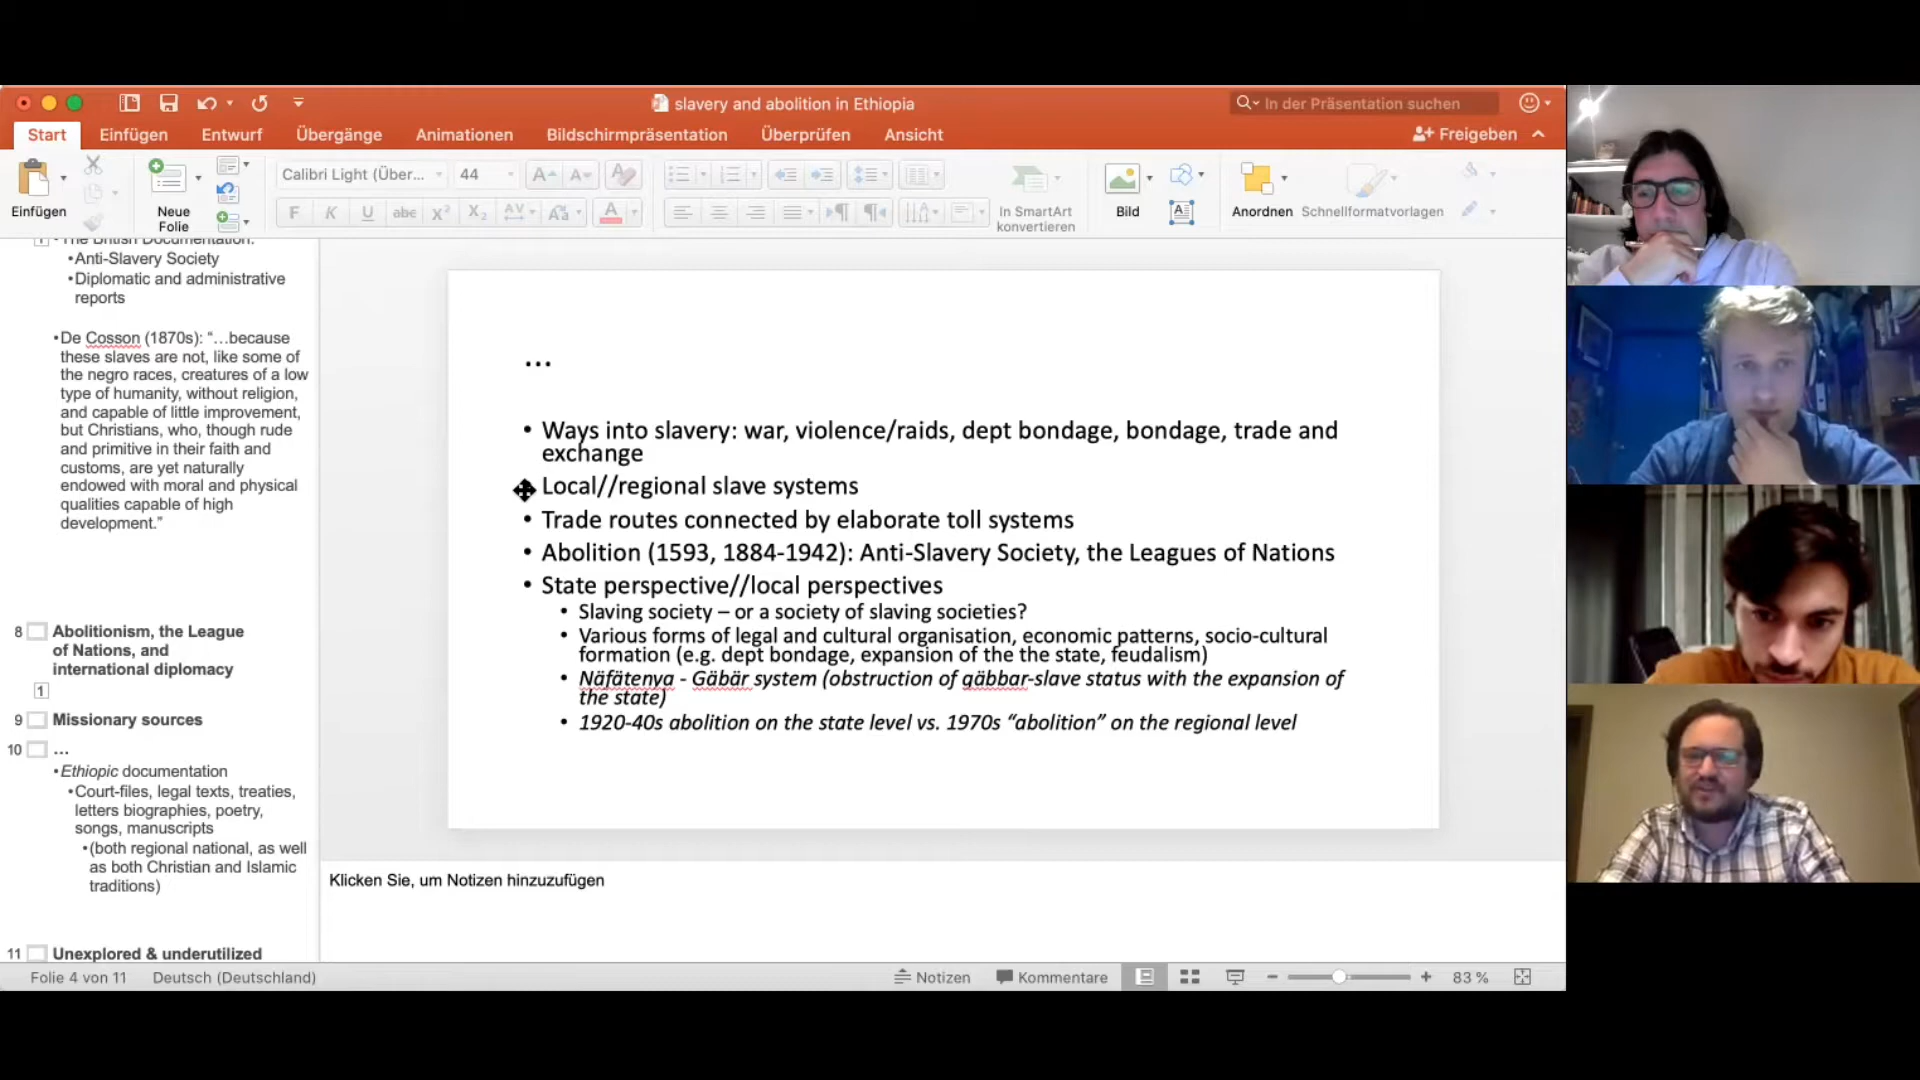 slavery and abolition in Ethiopia
In der Präsentation suchen
Start Einfügen Entwurf Übergänge Animationen Bildschirmpräsentation Überprüfen Ansicht Freigeben
Calibri Light (Über... 44
Einfügen
Neue
Folie
F K U abc X² X₂
In SmartArt
konvertieren
Bild
Anordnen
Schnellformatvorlagen
•The British Documentation:
•Anti-Slavery Society
•Diplomatic and administrative
reports
•De Cosson (1870s): “…because
these slaves are not, like some of
the negro races, creatures of a low
type of humanity, without religion,
and capable of little improvement,
but Christians, who, though rude
and primitive in their faith and
customs, are yet naturally
endowed with moral and physical
qualities capable of high
development.”
8 Abolitionism, the League
of Nations, and
international diplomacy
1
9 Missionary sources
10 …
•Ethiopic documentation
•Court-files, legal texts, treaties,
letters biographies, poetry,
songs, manuscripts
•(both regional national, as well
as both Christian and Islamic
traditions)
11 Unexplored & underutilized
…
• Ways into slavery: war, violence/raids, dept bondage, bondage, trade and
exchange
Local//regional slave systems
• Trade routes connected by elaborate toll systems
• Abolition (1593, 1884-1942): Anti-Slavery Society, the Leagues of Nations
• State perspective//local perspectives
• Slaving society – or a society of slaving societies?
• Various forms of legal and cultural organisation, economic patterns, socio-cultural
formation (e.g. dept bondage, expansion of the the state, feudalism)
• Näfätenya - Gäbär system (obstruction of gäbbar-slave status with the expansion of
the state)
• 1920-40s abolition on the state level vs. 1970s “abolition” on the regional level
Klicken Sie, um Notizen hinzuzufügen
Folie 4 von 11 Deutsch (Deutschland) Notizen Kommentare 83 %